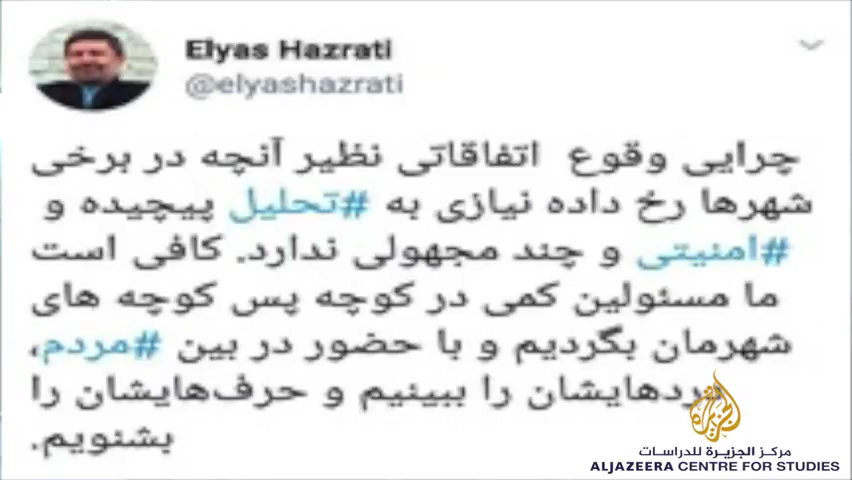 Elyas Hazrati
@elyashazrati
چرایی وقوع اتفاقاتی نظیر آنچه در برخی
شهرها رخ داده نیازی به #تحلیل پیچیده و
#امنیتی و چند مجهولی ندارد. کافی است
ما مسئولین کمی در کوچه پس کوچه های
شهرمان بگردیم و با حضور در بین #مردم،
دردهایشان را ببینیم و حرف‌هایشان را
بشنویم.
الجزيرة
مركز الجزيرة للدراسات
ALJAZEERA CENTRE FOR STUDIES